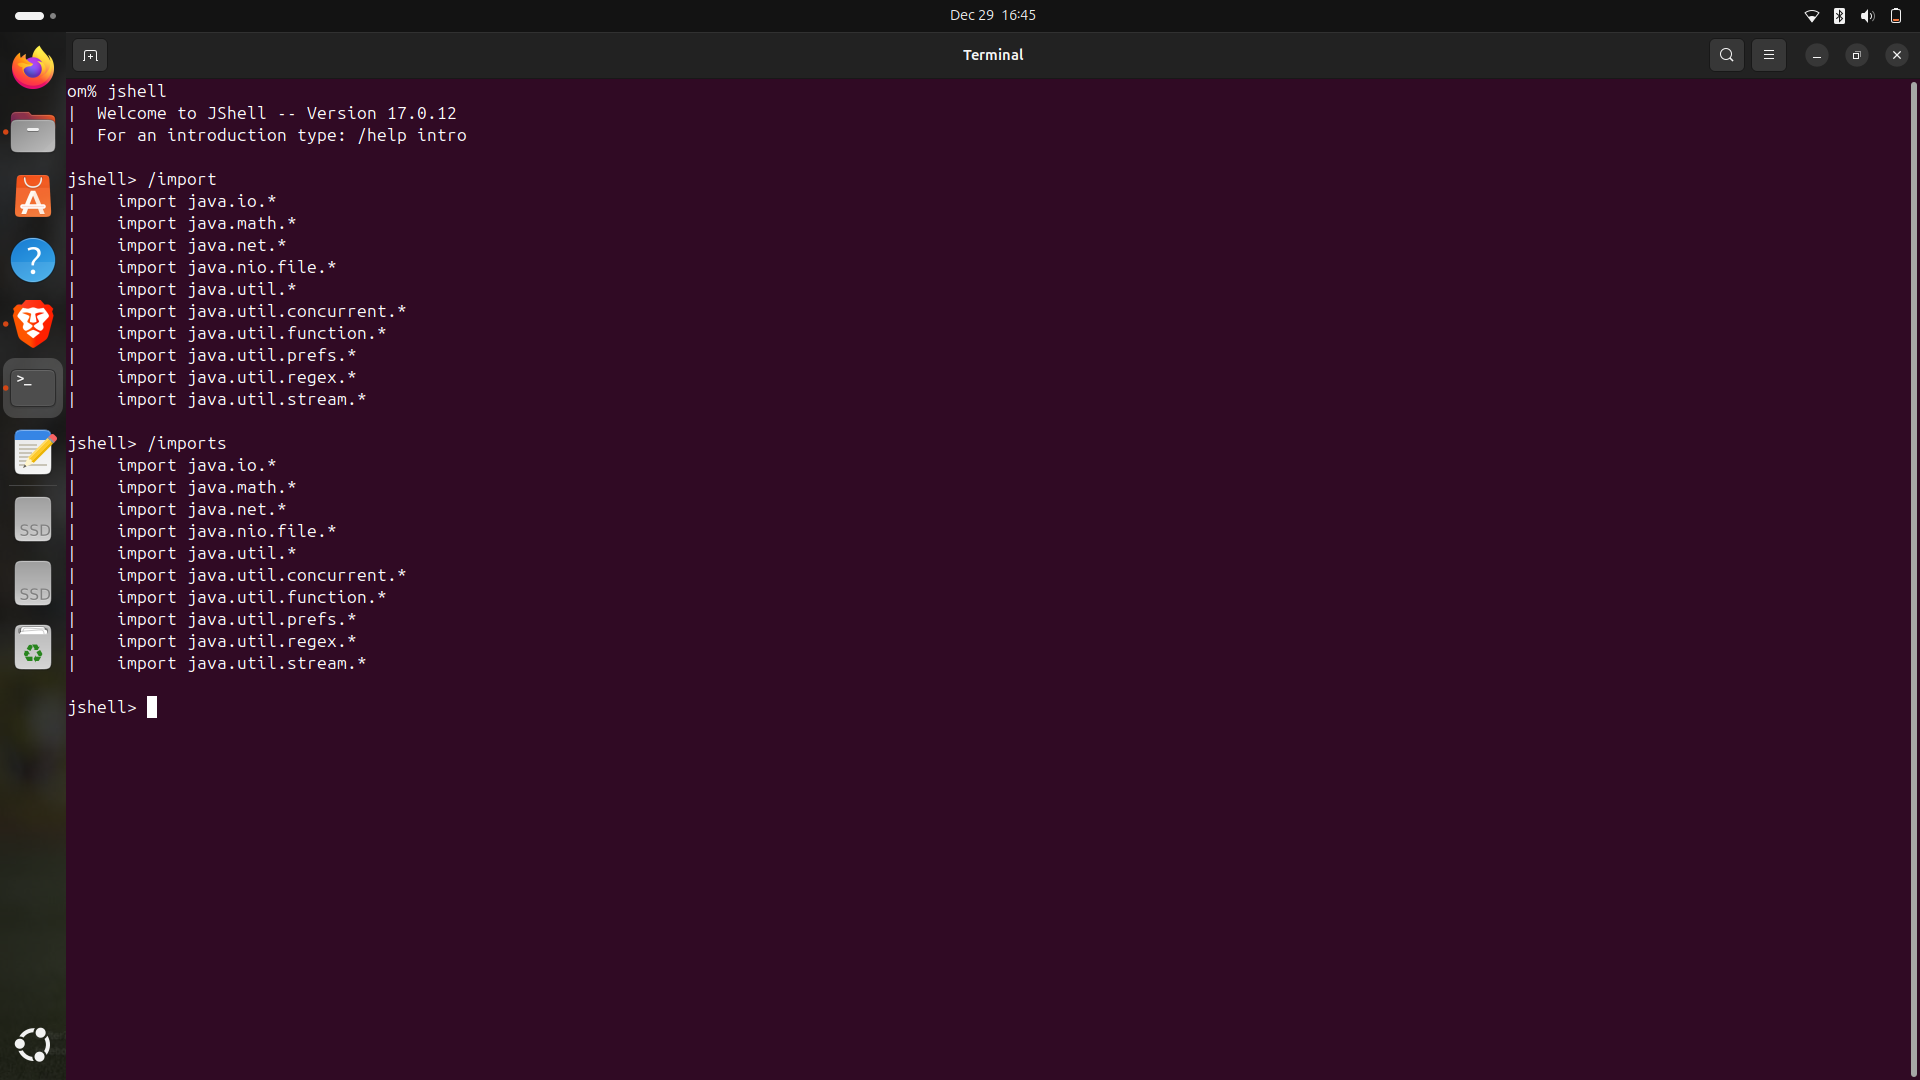 Dec 29 16:45
Terminal
om% jshell
|  Welcome to JShell -- Version 17.0.12
|  For an introduction type: /help intro
jshell> /import
|    import java.io.*
|    import java.math.*
|    import java.net.*
|    import java.nio.file.*
|    import java.util.*
|    import java.util.concurrent.*
|    import java.util.function.*
|    import java.util.prefs.*
|    import java.util.regex.*
|    import java.util.stream.*
jshell> /imports
|    import java.io.*
|    import java.math.*
|    import java.net.*
|    import java.nio.file.*
|    import java.util.*
|    import java.util.concurrent.*
|    import java.util.function.*
|    import java.util.prefs.*
|    import java.util.regex.*
|    import java.util.stream.*
jshell>
A
?
>_
SSD
SSD